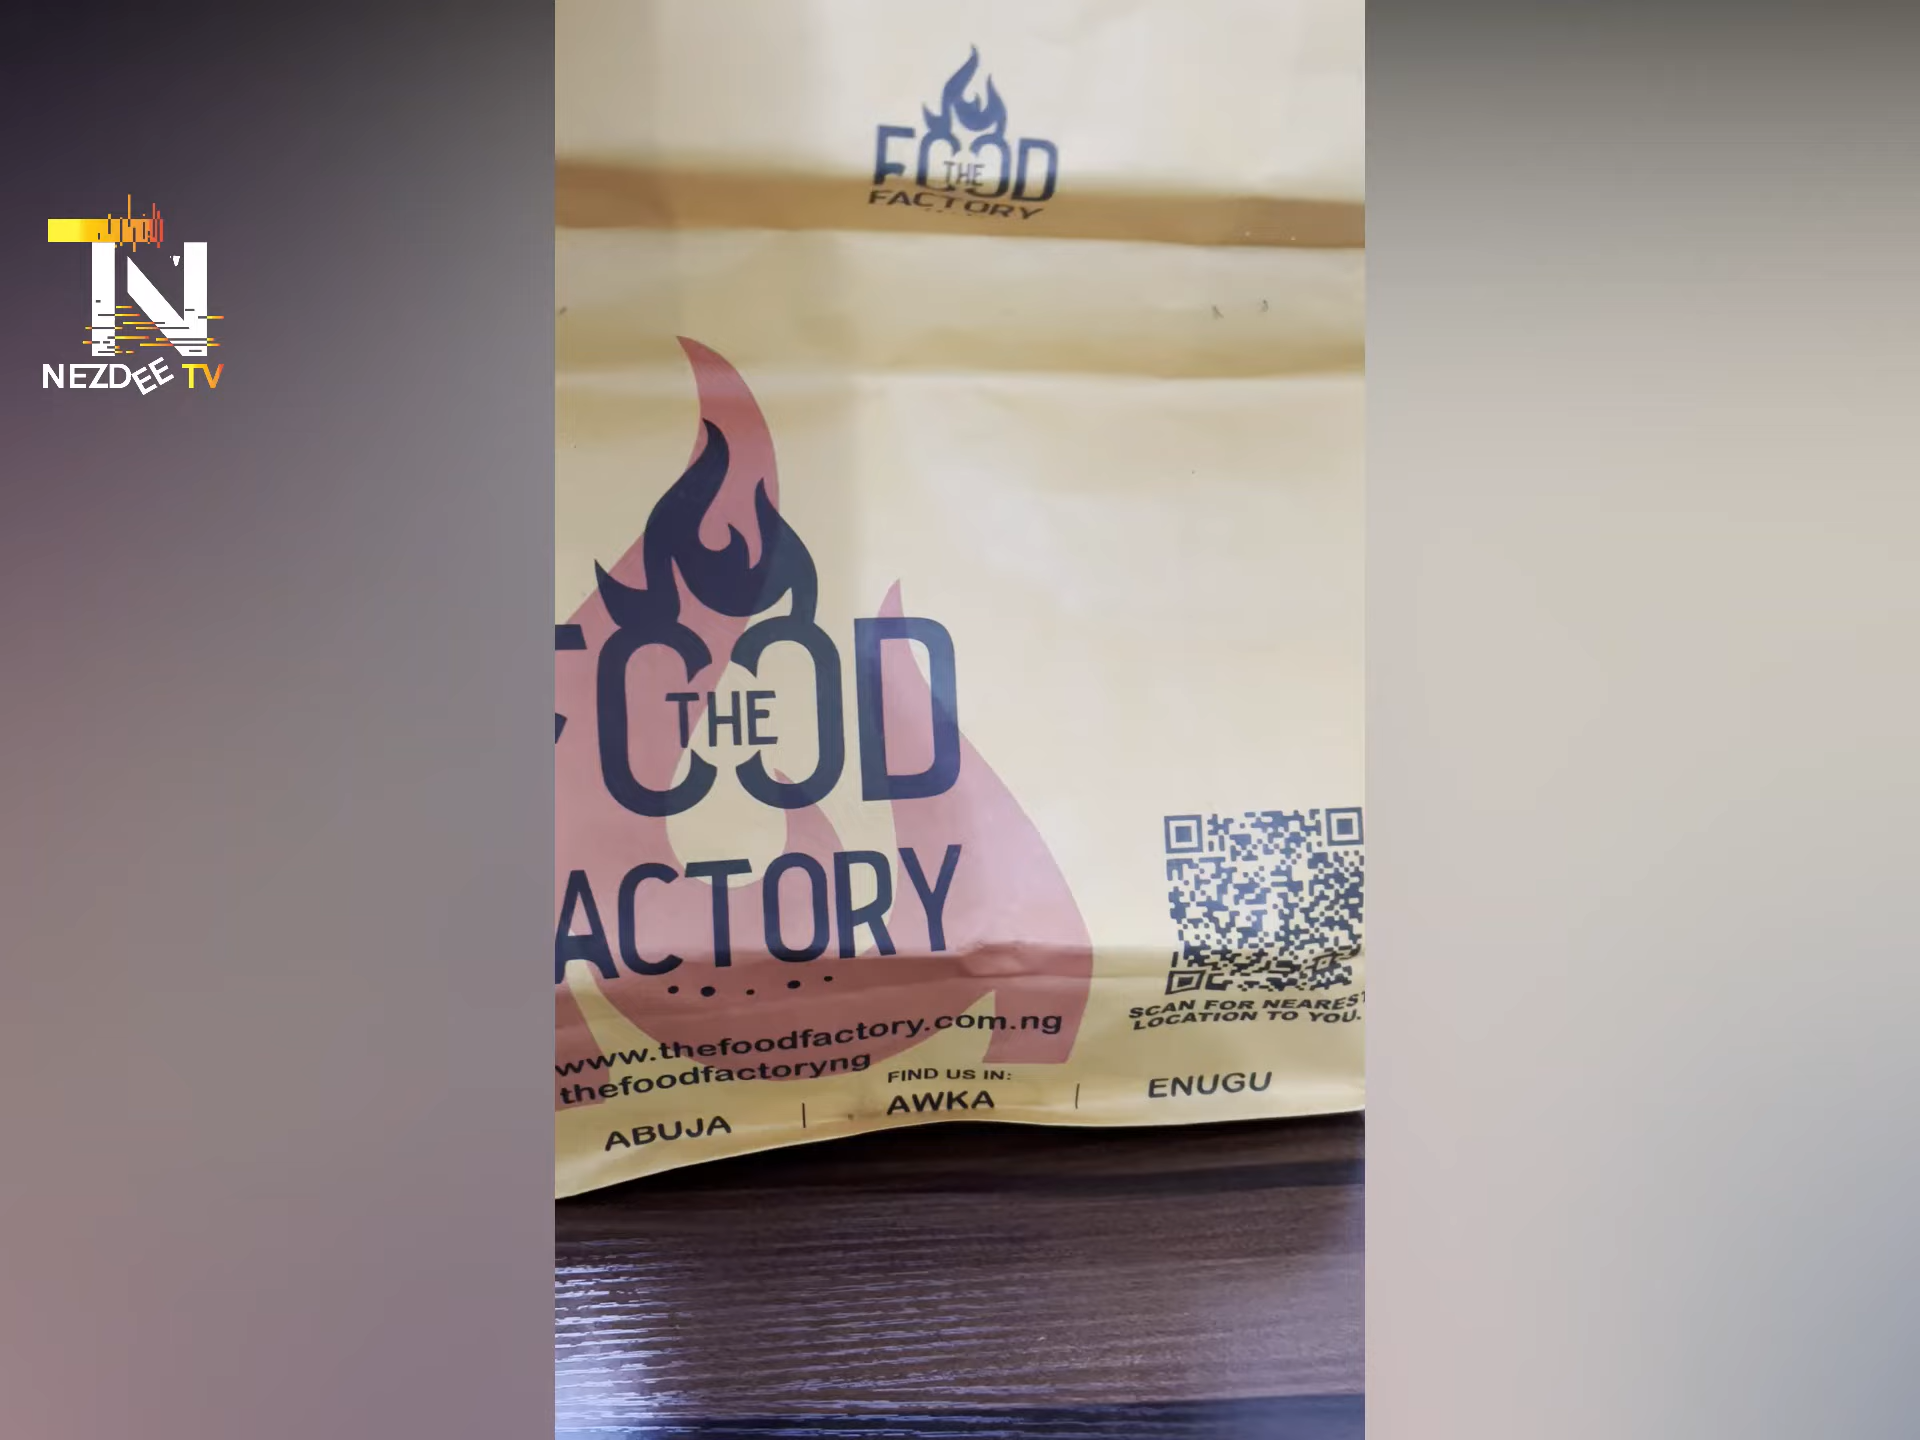 NEZDEE TV
THE FOOD
FACTORY
FOOD
THE
ACTORY
www.thefoodfactory.com.ng
thefoodfactoryng
FIND US IN:
ABUJA | AWKA | ENUGU
SCAN FOR NEAREST
LOCATION TO YOU.